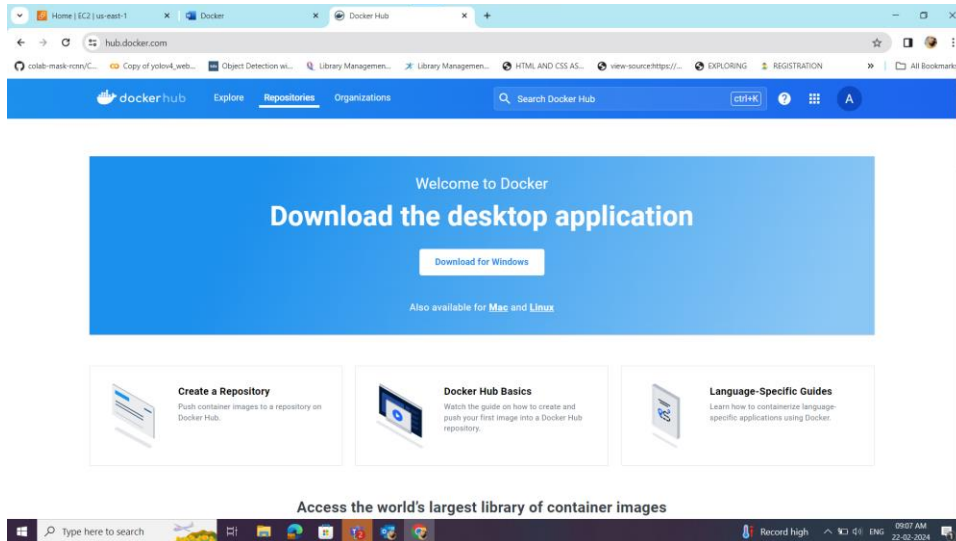 Home | EC2 | us-east-1
Docker
Docker Hub
hub.docker.com
colab-mask-rcnn/C...
Copy of yolov4_web...
Object Detection wi...
Library Managemen...
Library Managemen...
HTML AND CSS AS...
view-source:https://...
EXPLORING
REGISTRATION
All Bookmarks
dockerhub
Explore
Repositories
Organizations
Search Docker Hub
ctrl+K
A
Welcome to Docker
Download the desktop application
Download for Windows
Also available for Mac and Linux
Create a Repository
Push container images to a repository on
Docker Hub.
Docker Hub Basics
Watch the guide on how to create and
push your first image into a Docker Hub
repository.
Language-Specific Guides
Learn how to containerize language-
specific applications using Docker.
Access the world's largest library of container images
Type here to search
Record high
ENG
09:07 AM
22-02-2024